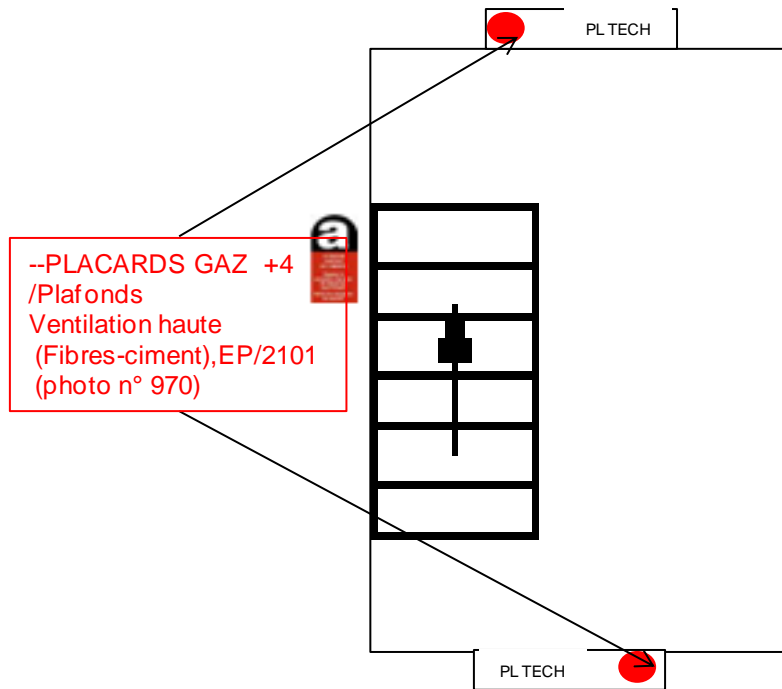 PL TECH
a
--PLACARDS GAZ +4
/Plafonds
Ventilation haute
(Fibres-ciment),EP/2101
(photo n° 970)
PL TECH